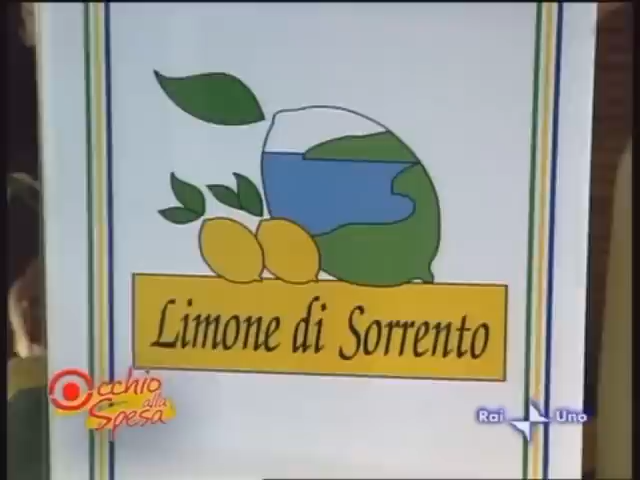 Limone di Sorrento
Occhio
alla
Spesa
Rai Uno